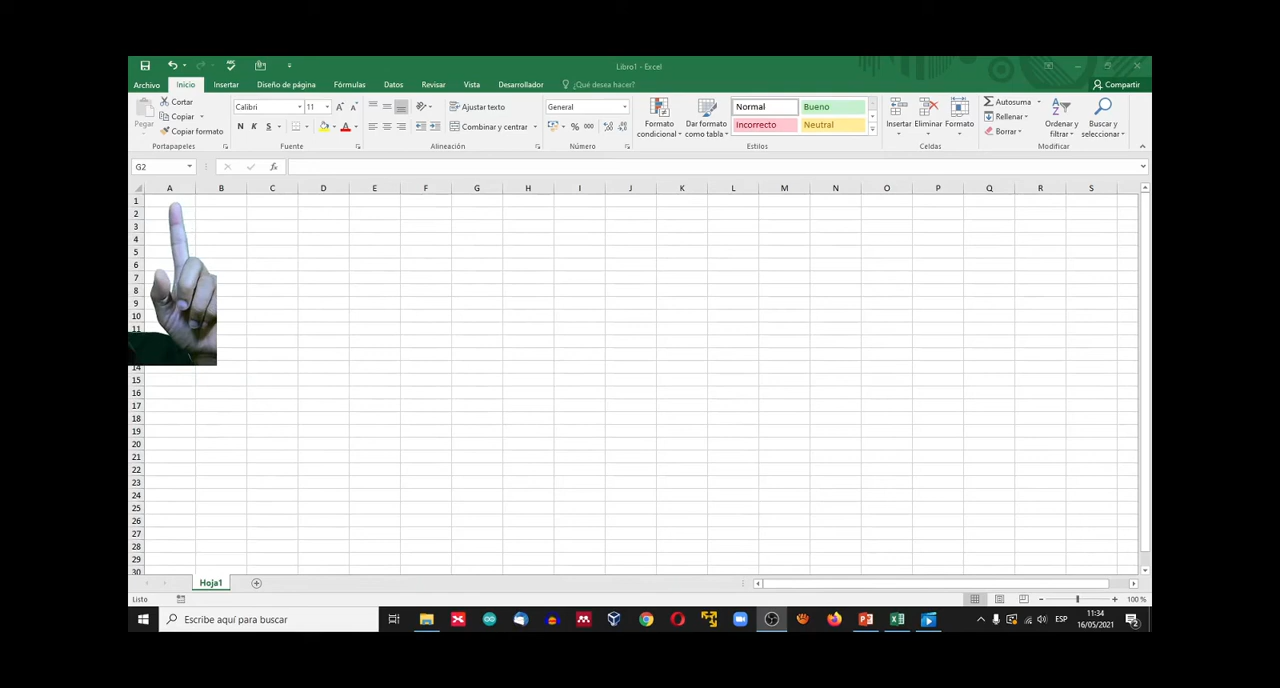 Libro1 - Excel
Archivo Inicio Insertar Diseño de página Fórmulas Datos Revisar Vista Desarrollador ¿Qué desea hacer? Compartir
Pegar
Cortar
Copiar
Copiar formato
Portapapeles
Calibri 11
N K S
Fuente
Ajustar texto
Combinar y centrar
Alineación
General
% 000
Número
Formato condicional
Dar formato como tabla
Normal Bueno
Incorrecto Neutral
Estilos
Insertar Eliminar Formato
Celdas
Autosuma
Rellenar
Borrar
Ordenar y filtrar
Buscar y seleccionar
Modificar
G2 fx
A B C D E F G H I J K L M N O P Q R S
1
2
3
4
5
6
7
8
9
10
11
14
15
16
17
18
19
20
21
22
23
24
25
26
27
28
29
30
Hoja1
Listo 100 %
Escribe aquí para buscar
ESP
11:34
16/05/2021
2